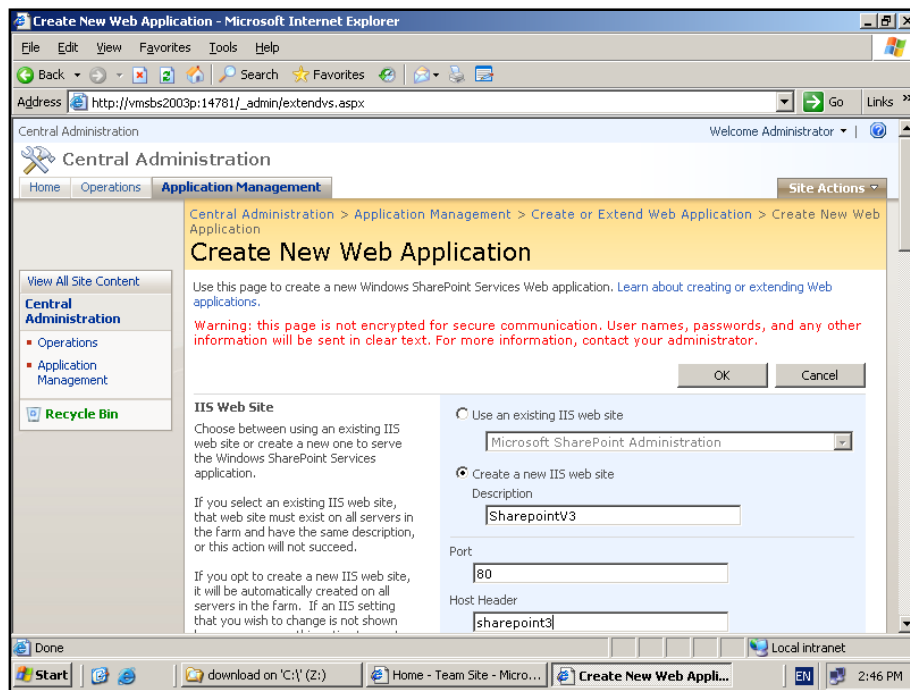 Create New Web Application - Microsoft Internet Explorer
File Edit View Favorites Tools Help
Back Search Favorites
Address http://vmsbs2003p:14781/_admin/extendvs.aspx Go Links »
Central Administration Welcome Administrator
Central Administration
Home Operations Application Management Site Actions
Central Administration > Application Management > Create or Extend Web Application > Create New Web
Application
Create New Web Application
View All Site Content
Central
Administration
Operations
Application
Management
Recycle Bin
Use this page to create a new Windows SharePoint Services Web application. Learn about creating or extending Web
applications.
Warning: this page is not encrypted for secure communication. User names, passwords, and any other
information will be sent in clear text. For more information, contact your administrator.
OK Cancel
IIS Web Site
Choose between using an existing IIS
web site or create a new one to serve
the Windows SharePoint Services
application.
If you select an existing IIS web site,
that web site must exist on all servers in
the farm and have the same description,
or this action will not succeed.
If you opt to create a new IIS web site,
it will be automatically created on all
servers in the farm. If an IIS setting
that you wish to change is not shown
Use an existing IIS web site
Microsoft SharePoint Administration
Create a new IIS web site
Description
SharepointV3
Port
80
Host Header
sharepoint3
Done Local intranet
Start download on 'C:\' (Z:) Home - Team Site - Micro... Create New Web Appli... EN 2:46 PM